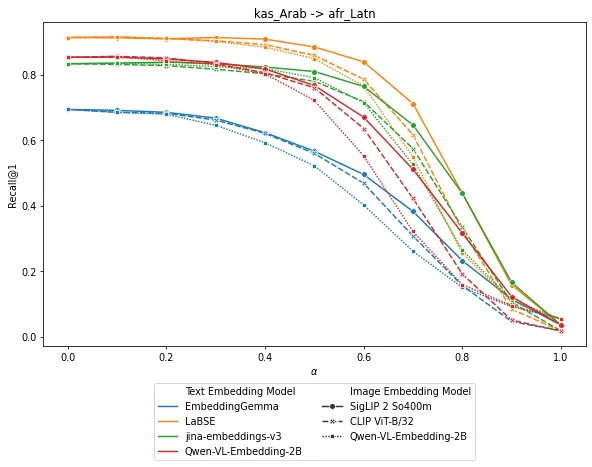 kas_Arab -> afr_Latn
Recall@1
0.8
0.6
0.4
0.2
0.0
0.0 0.2 0.4 0.6 0.8 1.0
α
Text Embedding Model
EmbeddingGemma
LaBSE
jina-embeddings-v3
Qwen-VL-Embedding-2B
Image Embedding Model
SigLIP 2 So400m
CLIP ViT-B/32
Qwen-VL-Embedding-2B